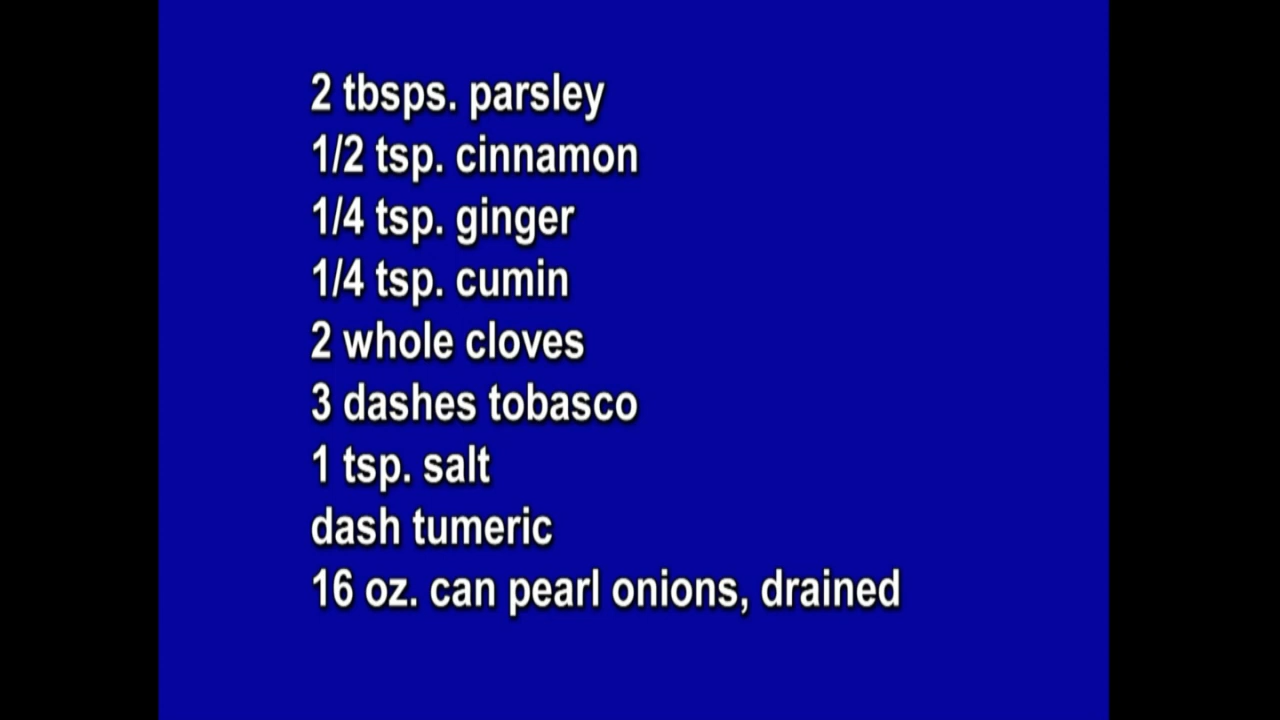 2 tbsps. parsley
1/2 tsp. cinnamon
1/4 tsp. ginger
1/4 tsp. cumin
2 whole cloves
3 dashes tobasco
1 tsp. salt
dash tumeric
16 oz. can pearl onions, drained